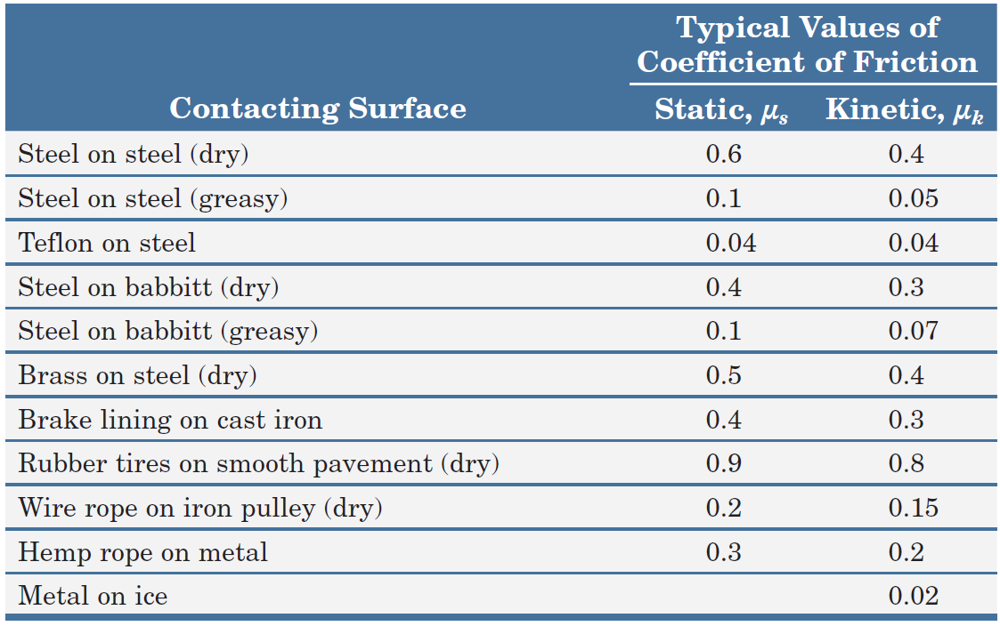 Typical Values of
Coefficient of Friction
Contacting Surface Static, μs Kinetic, μk
Steel on steel (dry) 0.6 0.4
Steel on steel (greasy) 0.1 0.05
Teflon on steel 0.04 0.04
Steel on babbitt (dry) 0.4 0.3
Steel on babbitt (greasy) 0.1 0.07
Brass on steel (dry) 0.5 0.4
Brake lining on cast iron 0.4 0.3
Rubber tires on smooth pavement (dry) 0.9 0.8
Wire rope on iron pulley (dry) 0.2 0.15
Hemp rope on metal 0.3 0.2
Metal on ice 0.02